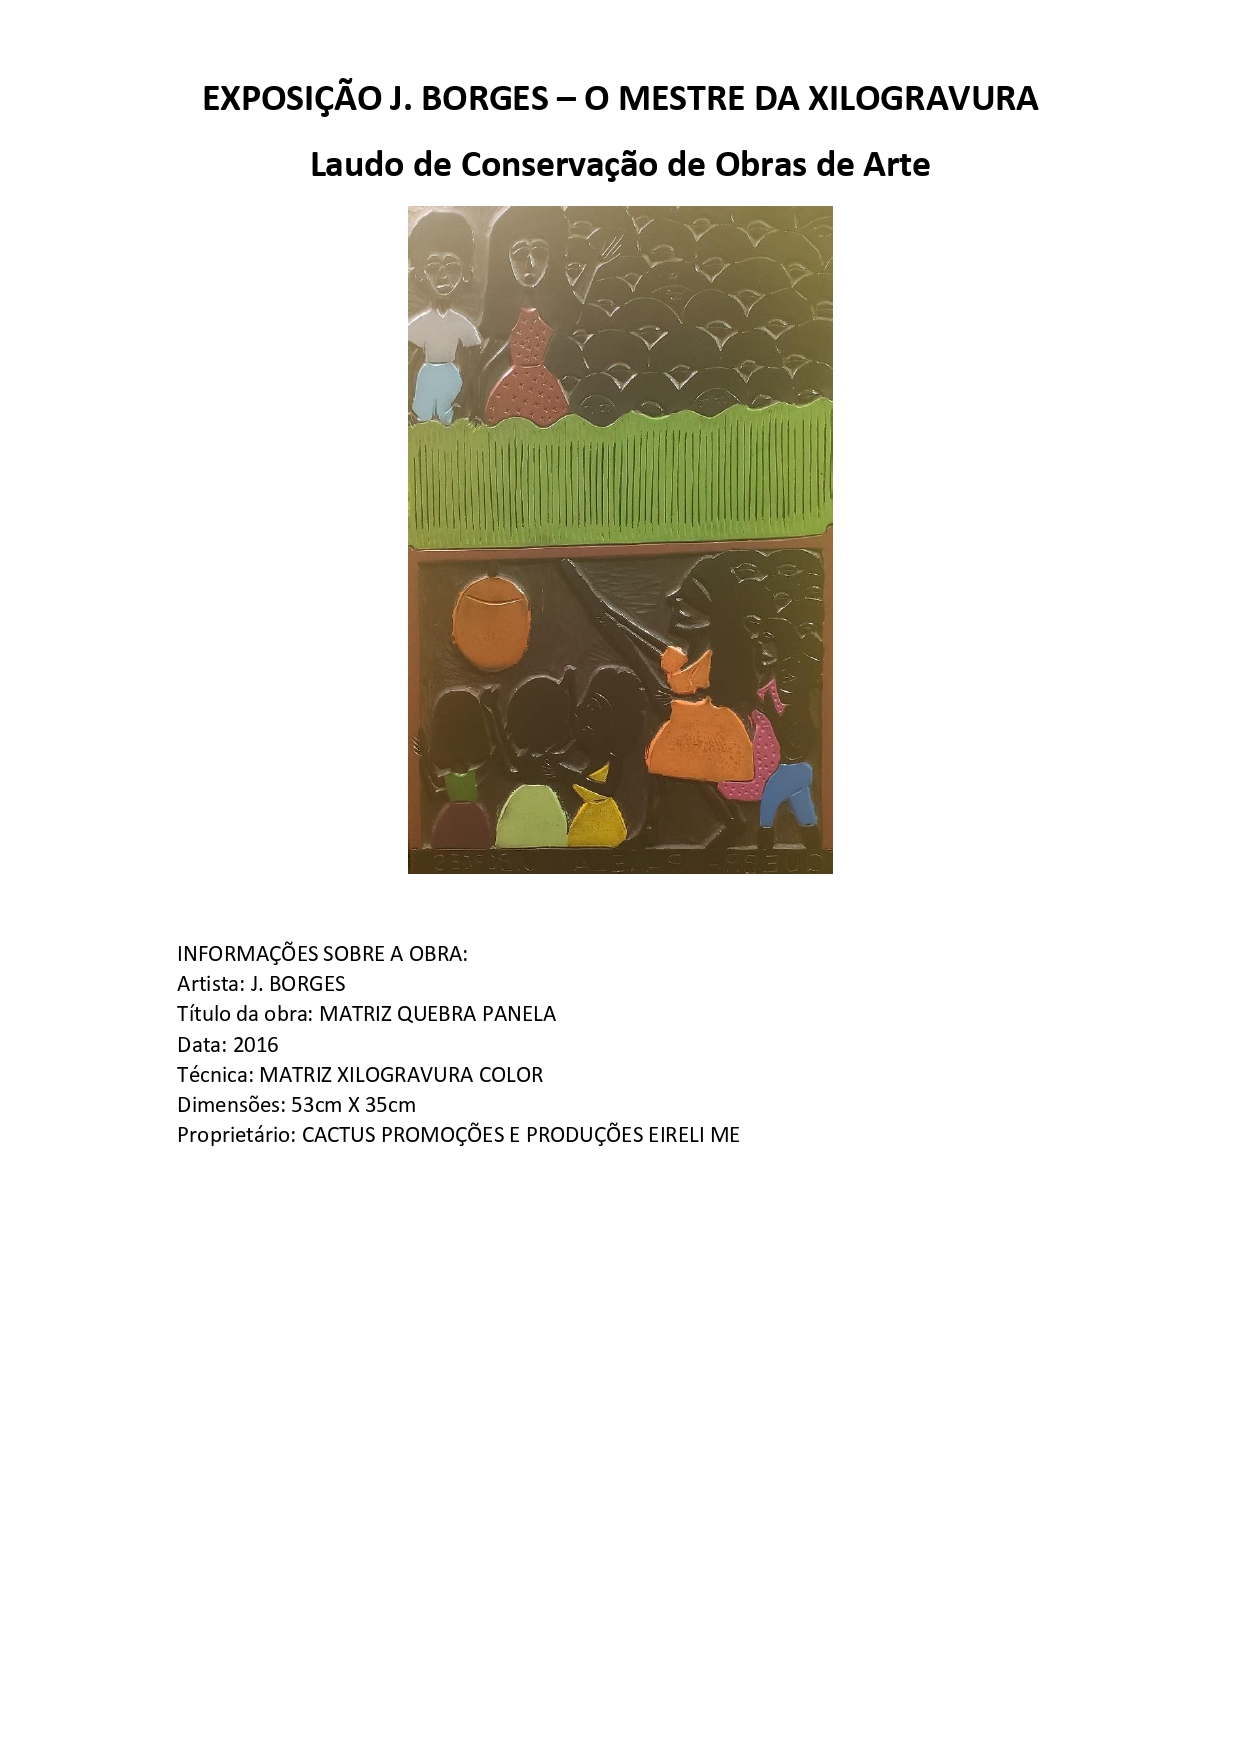 EXPOSIÇÃO J. BORGES – O MESTRE DA XILOGRAVURA
Laudo de Conservação de Obras de Arte
INFORMAÇÕES SOBRE A OBRA:
Artista: J. BORGES
Título da obra: MATRIZ QUEBRA PANELA
Data: 2016
Técnica: MATRIZ XILOGRAVURA COLOR
Dimensões: 53cm X 35cm
Proprietário: CACTUS PROMOÇÕES E PRODUÇÕES EIRELI ME